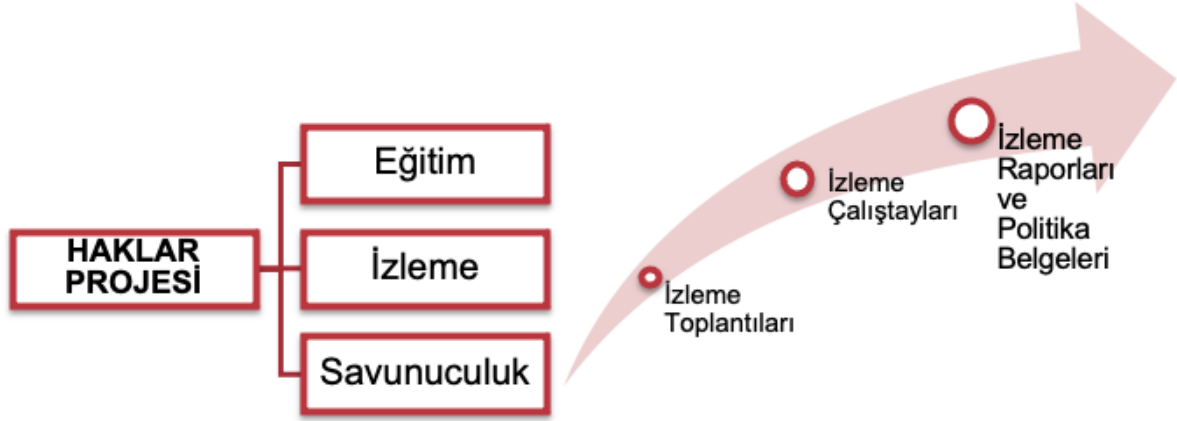 HAKLAR
PROJESİ
Eğitim
İzleme
Savunuculuk
İzleme
Toplantıları
İzleme
Çalıştayları
İzleme
Raporları
ve
Politika
Belgeleri